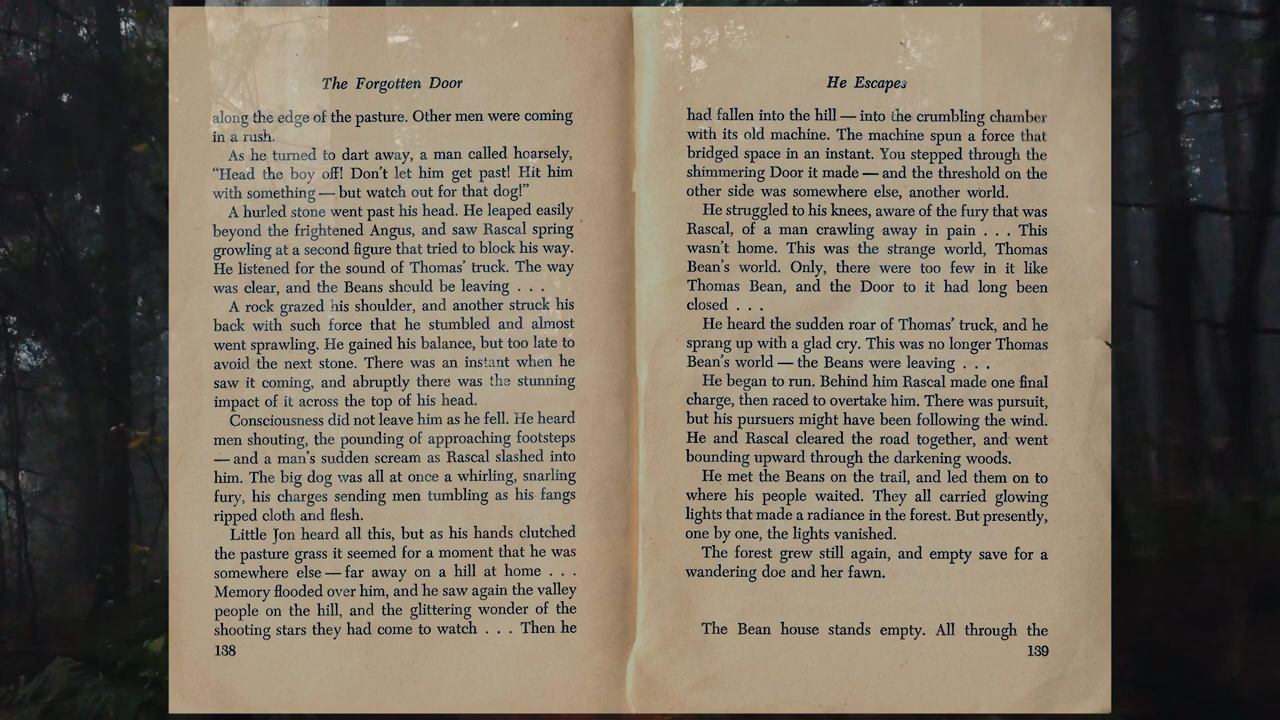 The Forgotten Door
along the edge of the pasture. Other men were coming
in a rush.
As he turned to dart away, a man called hoarsely,
“Head the boy off! Don’t let him get past! Hit him
with something — but watch out for that dog!”
A hurled stone went past his head. He leaped easily
beyond the frightened Angus, and saw Rascal spring
growling at a second figure that tried to block his way.
He listened for the sound of Thomas’ truck. The way
was clear, and the Beans should be leaving . . .
A rock grazed his shoulder, and another struck his
back with such force that he stumbled and almost
went sprawling. He gained his balance, but too late to
avoid the next stone. There was an instant when he
saw it coming, and abruptly there was the stunning
impact of it across the top of his head.
Consciousness did not leave him as he fell. He heard
men shouting, the pounding of approaching footsteps
— and a man’s sudden scream as Rascal slashed into
him. The big dog was all at once a whirling, snarling
fury, his charges sending men tumbling as his fangs
ripped cloth and flesh.
Little Jon heard all this, but as his hands clutched
the pasture grass it seemed for a moment that he was
somewhere else — far away on a hill at home . . .
Memory flooded over him, and he saw again the valley
people on the hill, and the glittering wonder of the
shooting stars they had come to watch . . . Then he
138
He Escapes
had fallen into the hill — into the crumbling chamber
with its old machine. The machine spun a force that
bridged space in an instant. You stepped through the
shimmering Door it made — and the threshold on the
other side was somewhere else, another world.
He struggled to his knees, aware of the fury that was
Rascal, of a man crawling away in pain . . . This
wasn’t home. This was the strange world, Thomas
Bean’s world. Only, there were too few in it like
Thomas Bean, and the Door to it had long been
closed . . .
He heard the sudden roar of Thomas’ truck, and he
sprang up with a glad cry. This was no longer Thomas
Bean’s world — the Beans were leaving . . .
He began to run. Behind him Rascal made one final
charge, then raced to overtake him. There was pursuit,
but his pursuers might have been following the wind.
He and Rascal cleared the road together, and went
bounding upward through the darkening woods.
He met the Beans on the trail, and led them on to
where his people waited. They all carried glowing
lights that made a radiance in the forest. But presently,
one by one, the lights vanished.
The forest grew still again, and empty save for a
wandering doe and her fawn.
The Bean house stands empty. All through the
139